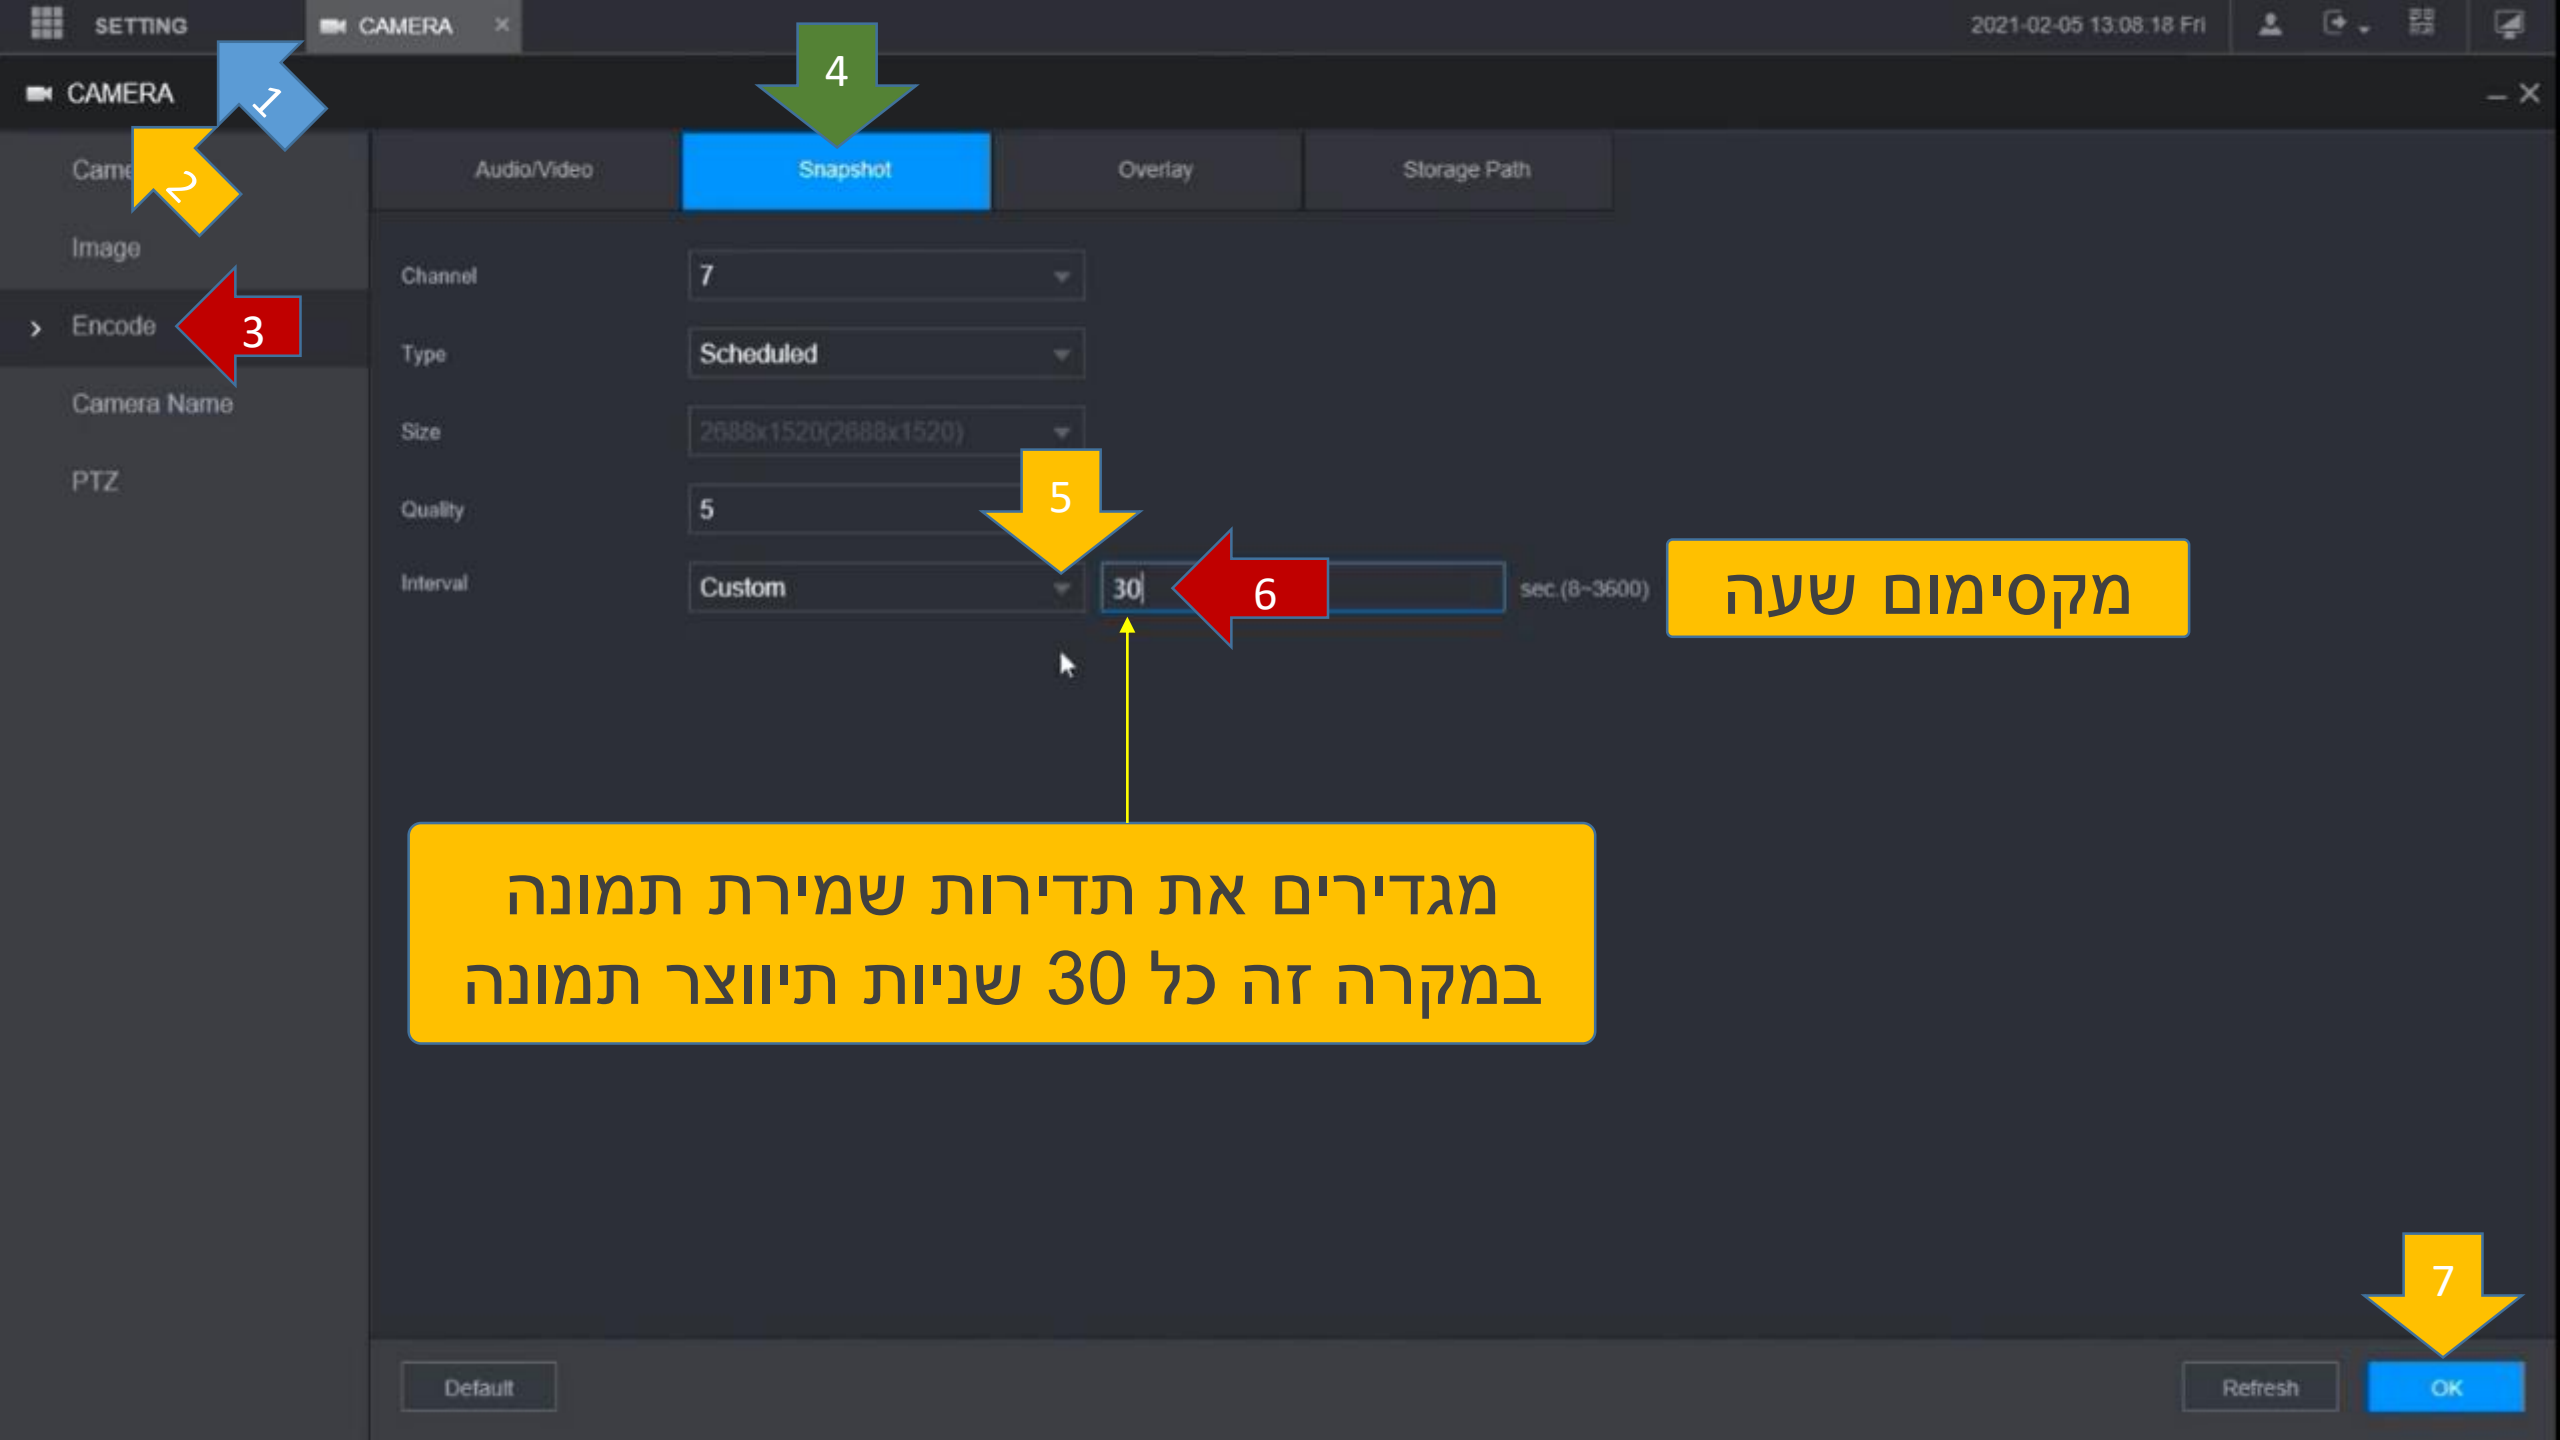 SETTING
CAMERA
2021-02-05 13:08:18 Fri
4
1
CAMERA
2
Audio/Video
Snapshot
Overlay
Storage Path
Image
Channel
7
Encode
3
Type
Scheduled
Camera Name
Size
2688x1520(2688x1520)
PTZ
Quality
5
5
Interval
Custom
30
6
sec.(8~3600)
מקסימום שעה
מגדירים את תדירות שמירת תמונה
במקרה זה כל 30 שניות תיווצר תמונה
7
Default
Refresh
OK